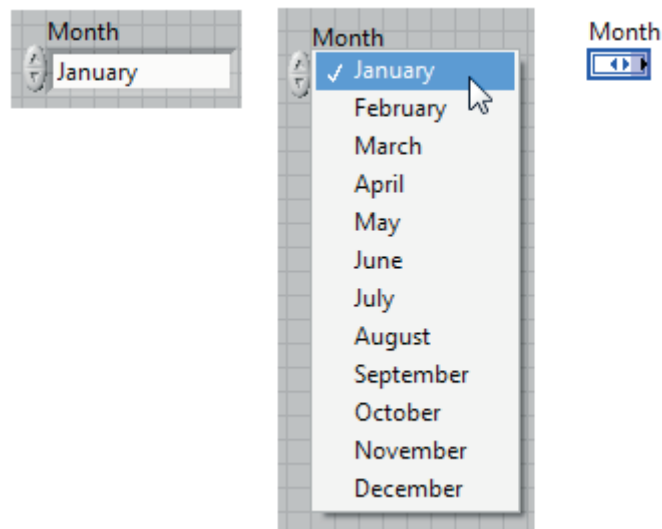 Month
January
Month
✓ January
February
March
April
May
June
July
August
September
October
November
December
Month